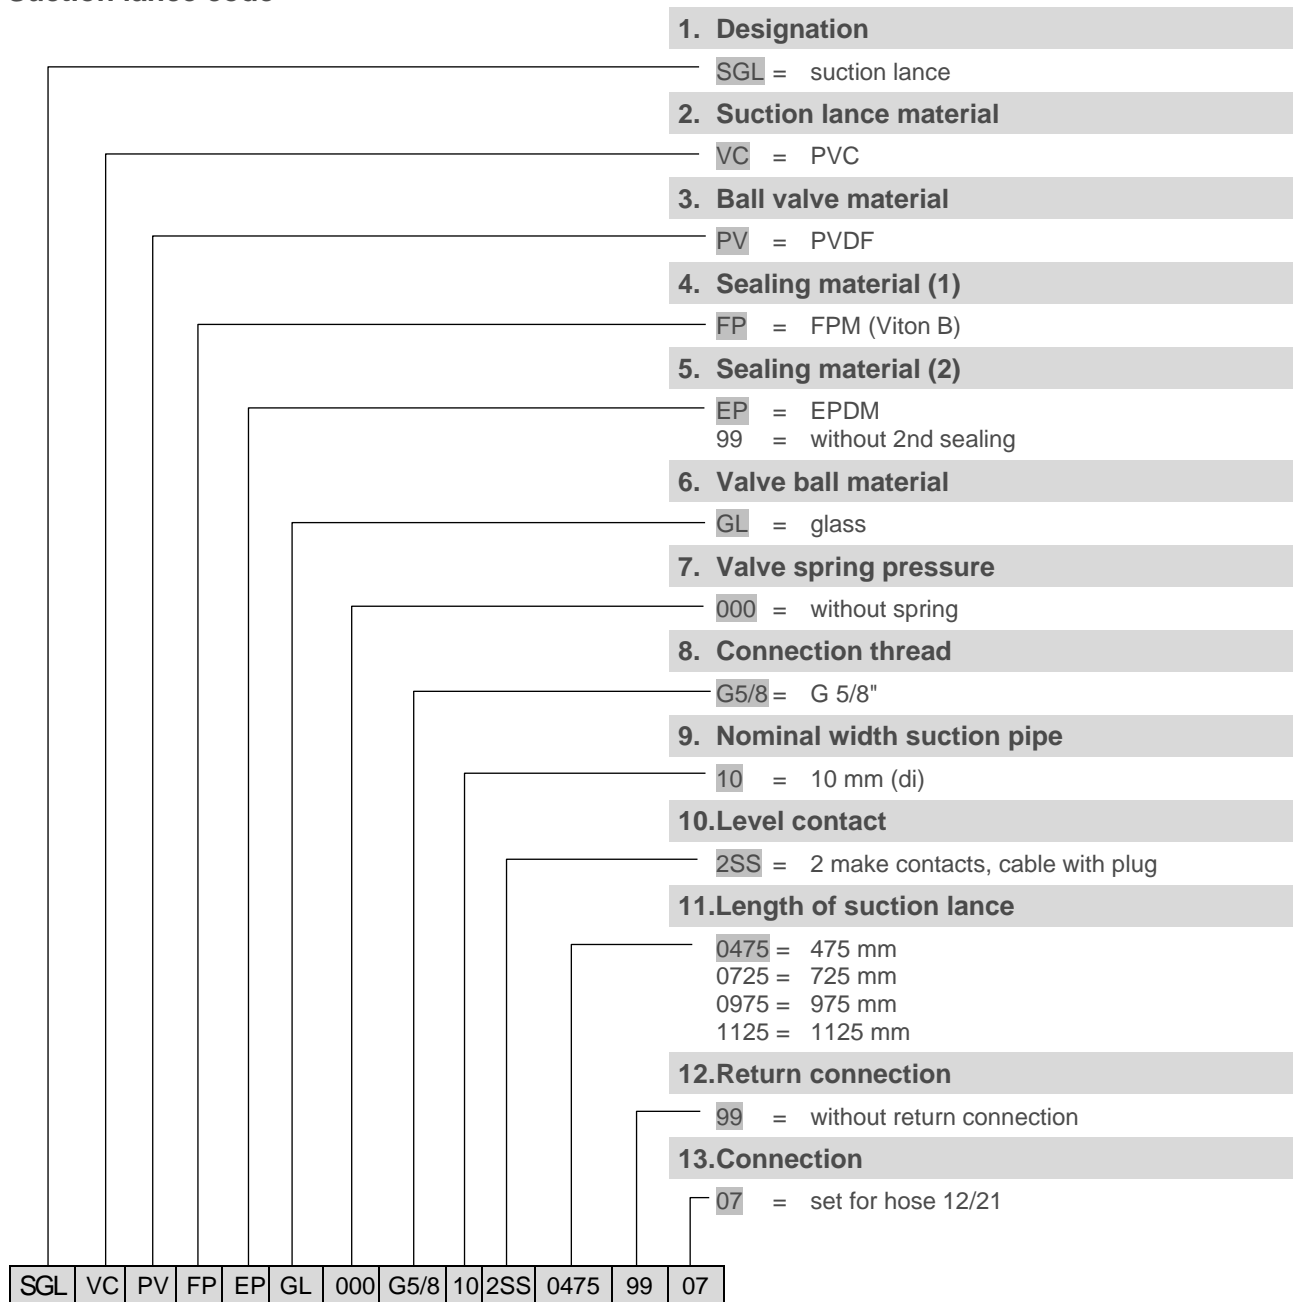 Suction lance code
1. Designation
SGL = suction lance
2. Suction lance material
VC = PVC
3. Ball valve material
PV = PVDF
4. Sealing material (1)
FP = FPM (Viton B)
5. Sealing material (2)
EP = EPDM
99 = without 2nd sealing
6. Valve ball material
GL = glass
7. Valve spring pressure
000 = without spring
8. Connection thread
G5/8 = G 5/8"
9. Nominal width suction pipe
10 = 10 mm (di)
10.Level contact
2SS = 2 make contacts, cable with plug
11.Length of suction lance
0475 = 475 mm
0725 = 725 mm
0975 = 975 mm
1125 = 1125 mm
12.Return connection
99 = without return connection
13.Connection
07 = set for hose 12/21
SGL VC PV FP EP GL 000 G5/8 10 2SS 0475 99 07